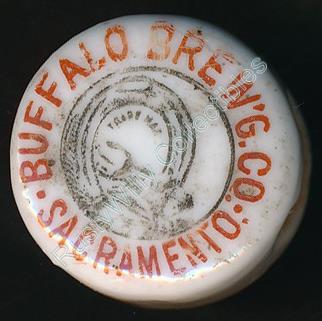 BUFFALO BREW'G. CO.
SACRAMENTO
TRADE MARK